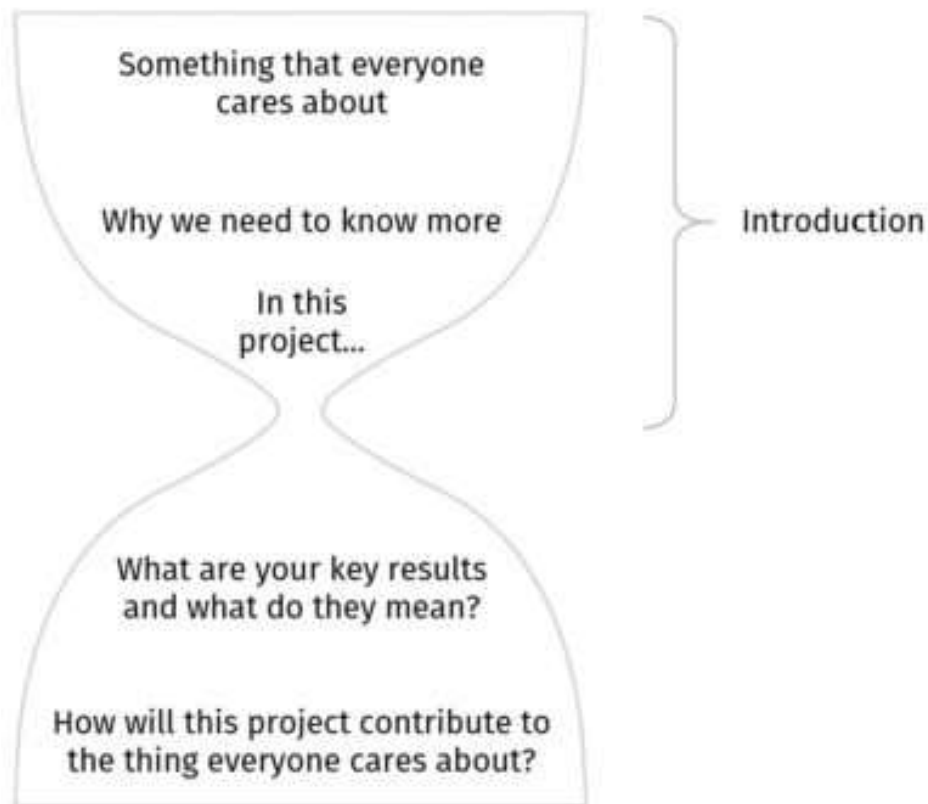 Something that everyone
cares about
Why we need to know more
Introduction
In this
project...
What are your key results
and what do they mean?
How will this project contribute to
the thing everyone cares about?